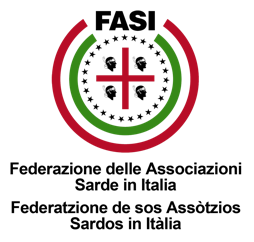 FASI
Federazione delle Associazioni
Sarde in Italia
Federatzione de sos Assòtzios
Sardos in Itàlia